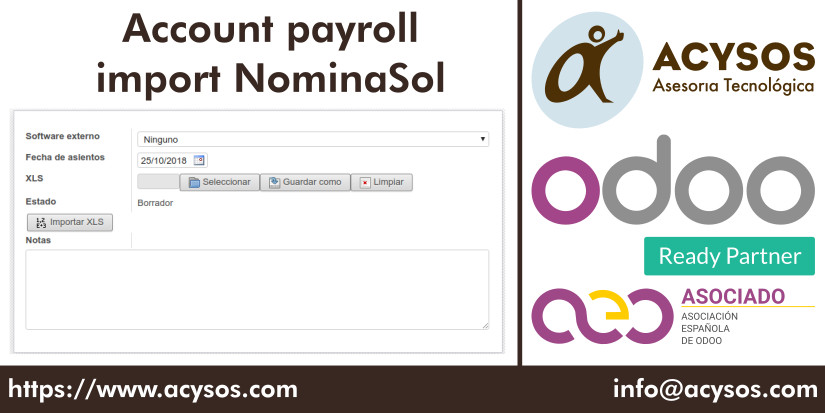 Account payroll
import NominaSol
Software externo
Ninguno
Fecha de asientos
25/10/2018
XLS
Seleccionar
Guardar como
Limpiar
Estado
Borrador
Importar XLS
Notas
ACYSOS
Asesoría Tecnológica
odoo
Ready Partner
aeo
ASOCIADO
ASOCIACIÓN
ESPAÑOLA
DE ODOO
https://www.acysos.com
info@acysos.com